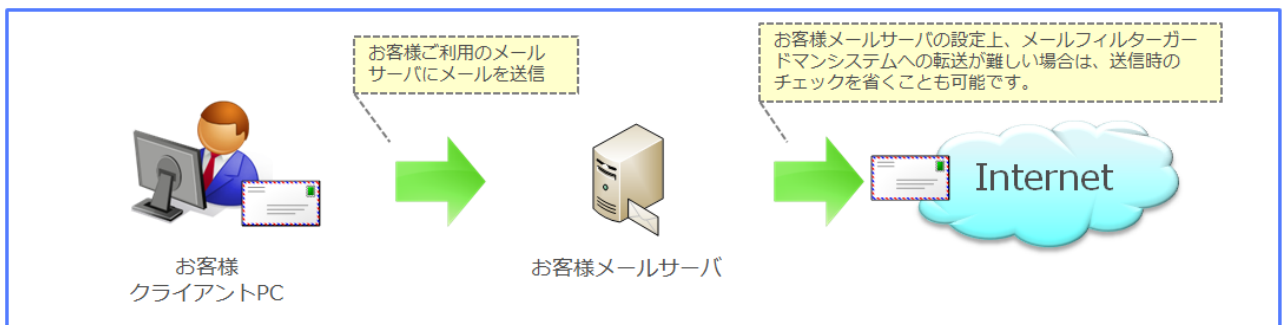 お客様ご利用のメール
サーバにメールを送信
お客様メールサーバの設定上、メールフィルターガー
ドマンシステムへの転送が難しい場合は、送信時の
チェックを省くことも可能です。
Internet
お客様
クライアントPC
お客様メールサーバ